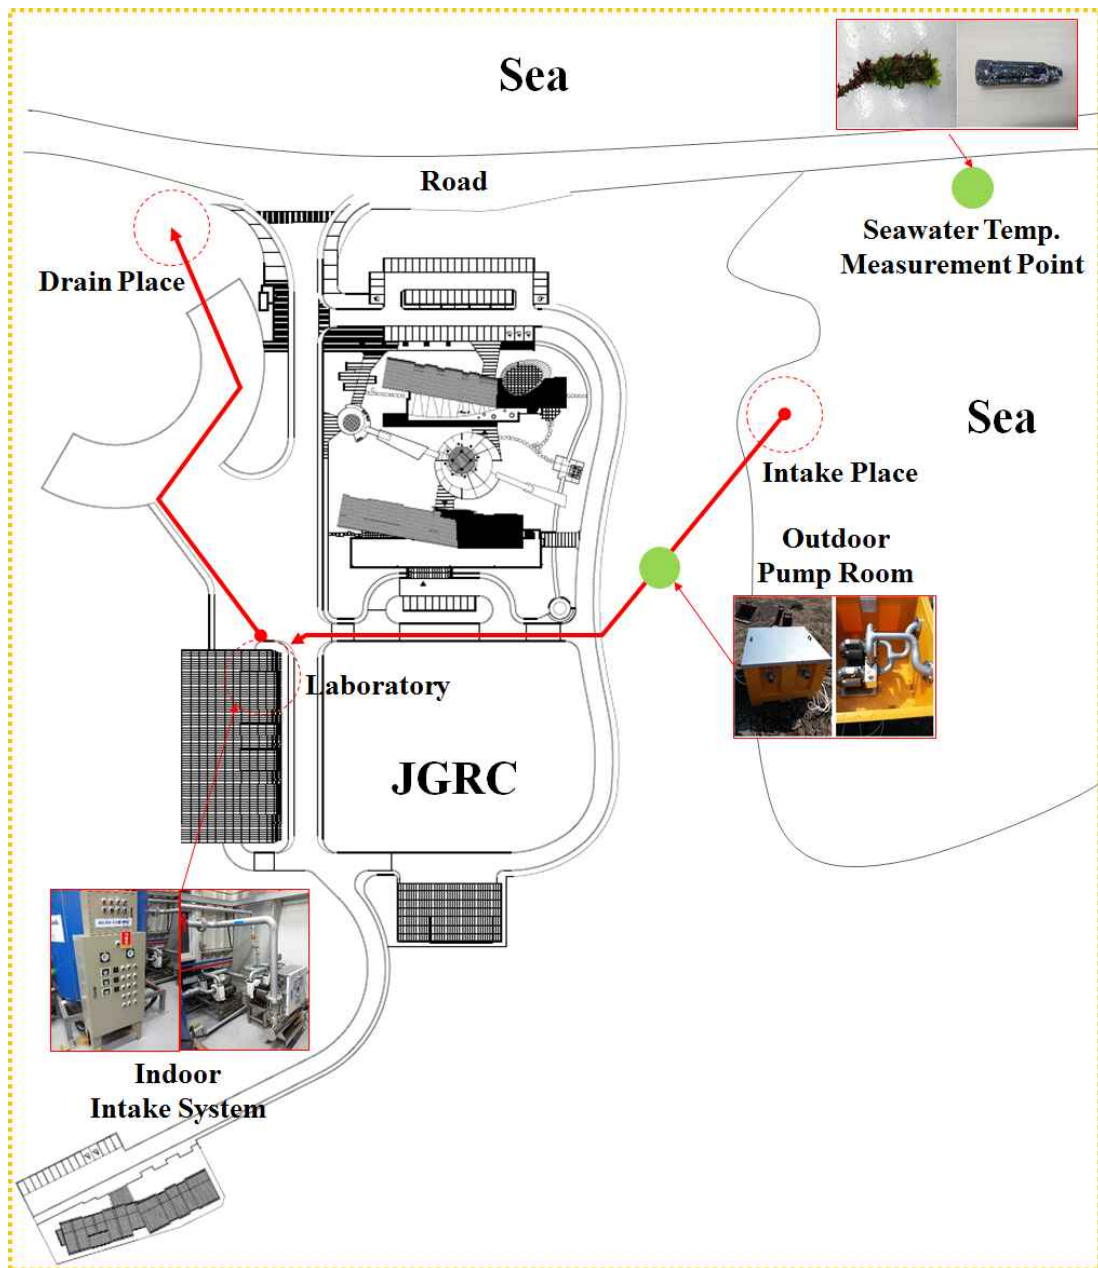 Sea
Road
Seawater Temp.
Measurement Point
Drain Place
Sea
Intake Place
Outdoor
Pump Room
Laboratory
JGRC
Indoor
Intake System